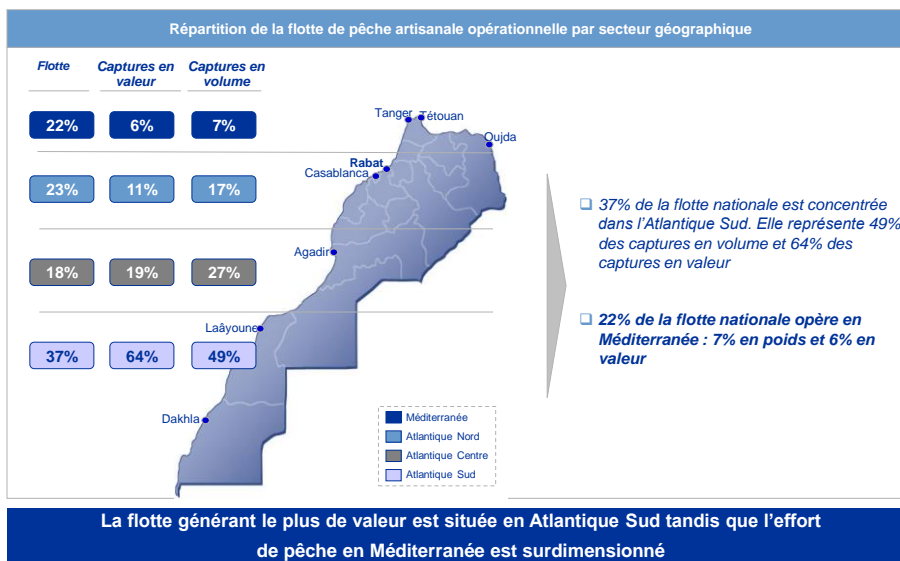 Répartition de la flotte de pêche artisanale opérationnelle par secteur géographique
Flotte
Captures en
valeur
Captures en
volume
22% 6% 7%
23% 11% 17%
18% 19% 27%
37% 64% 49%
Tanger Tétouan
Oujda
Rabat
Casablanca
Agadir
Laâyoune
Dakhla
Méditerranée
Atlantique Nord
Atlantique Centre
Atlantique Sud
37% de la flotte nationale est concentrée
dans l'Atlantique Sud. Elle représente 49%
des captures en volume et 64% des
captures en valeur
22% de la flotte nationale opère en
Méditerranée : 7% en poids et 6% en
valeur
La flotte générant le plus de valeur est située en Atlantique Sud tandis que l'effort
de pêche en Méditerranée est surdimensionné